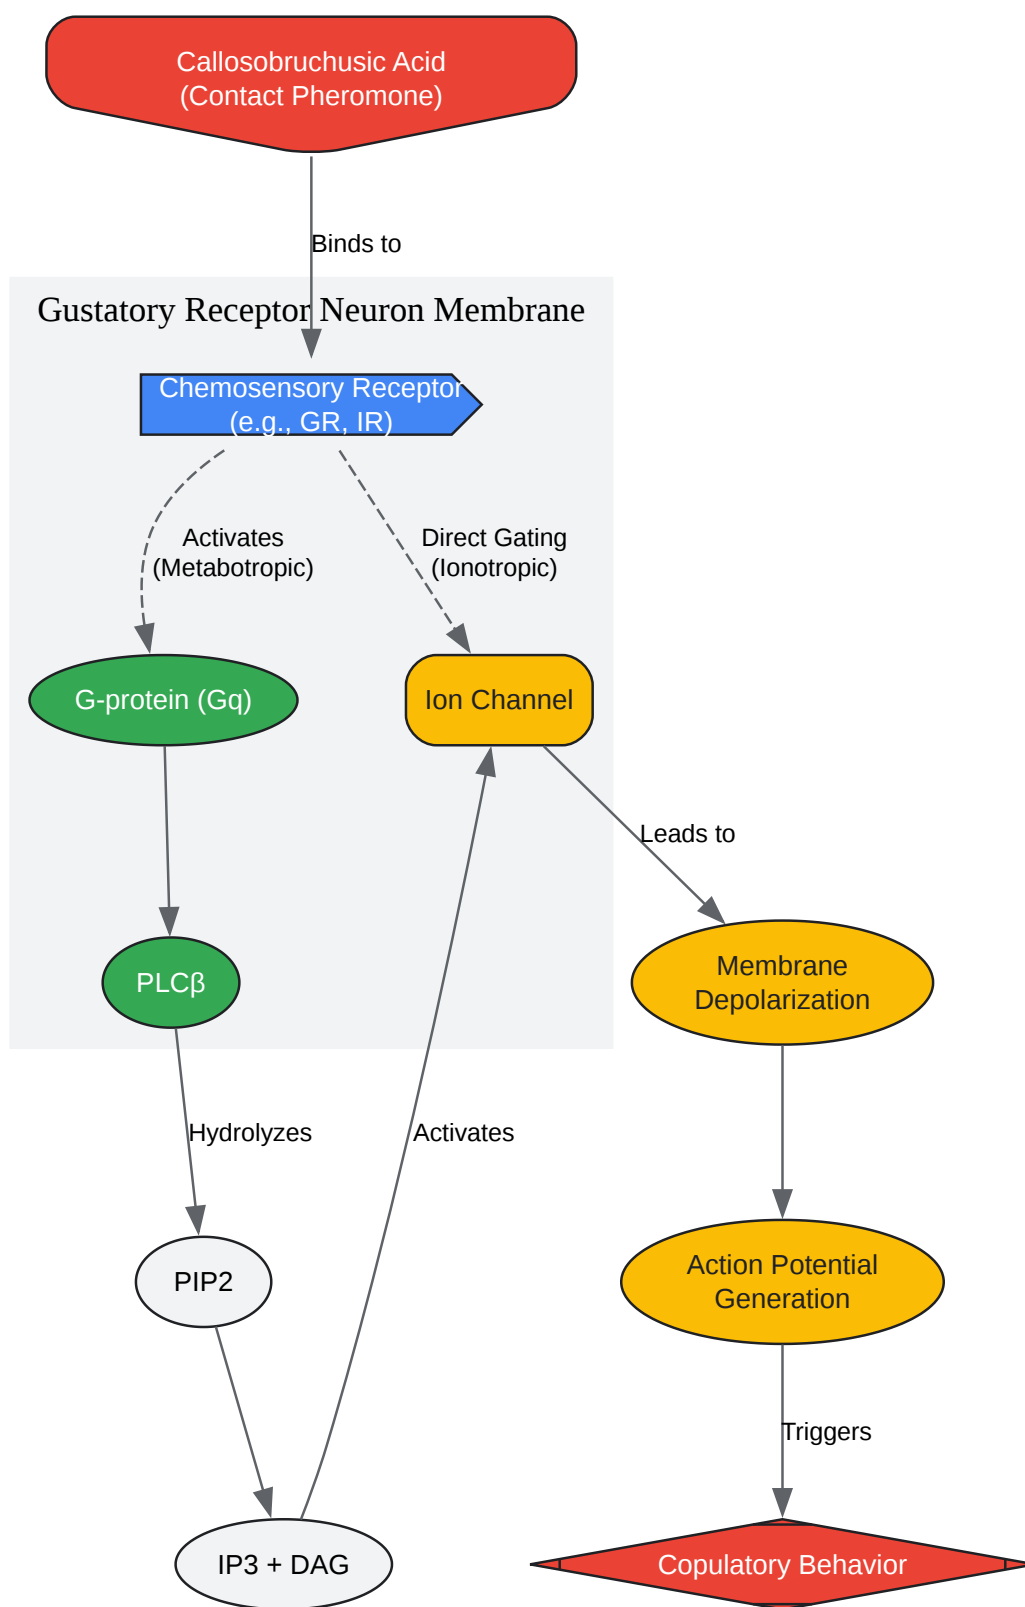 Callosobruchusic Acid
(Contact Pheromone)
Binds to
Gustatory Receptor Neuron Membrane
Chemosensory Receptor
(e.g., GR, IR)
Activates
(Metabotropic)
Direct Gating
(Ionotropic)
G-protein (Gq)
Ion Channel
Leads to
PLCβ
Membrane
Depolarization
Hydrolyzes
Activates
PIP2
Action Potential
Generation
Triggers
IP3 + DAG
Copulatory Behavior